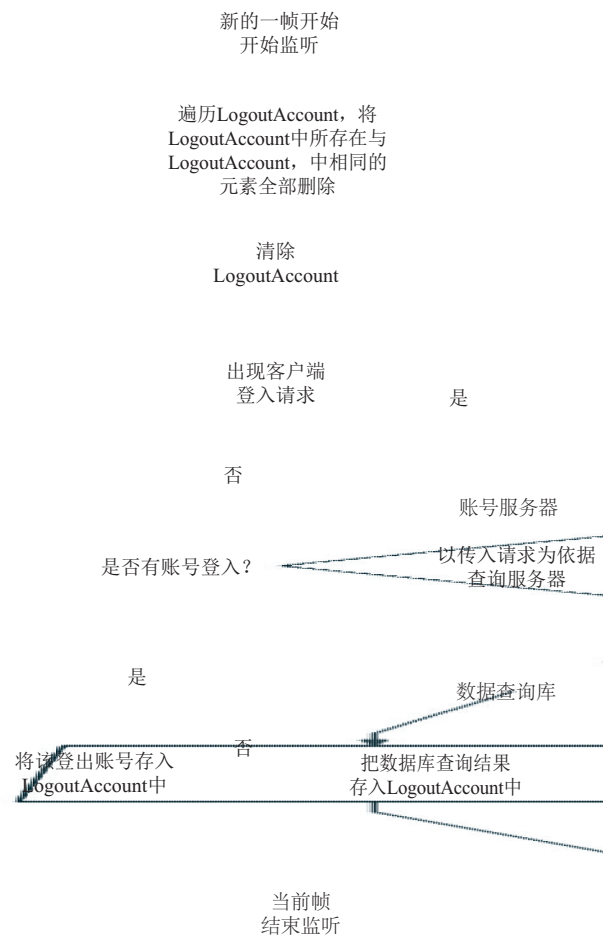 新的一帧开始
开始监听
遍历LogoutAccount，将
LogoutAccount中所存在与
LogoutAccount，中相同的
元素全部删除
清除
LogoutAccount
出现客户端
登入请求
是
否
账号服务器
是否有账号登入？
以传入请求为依据
查询服务器
是
数据查询库
否
将该登出账号存入
LogoutAccount中
把数据库查询结果
存入LogoutAccount中
当前帧
结束监听